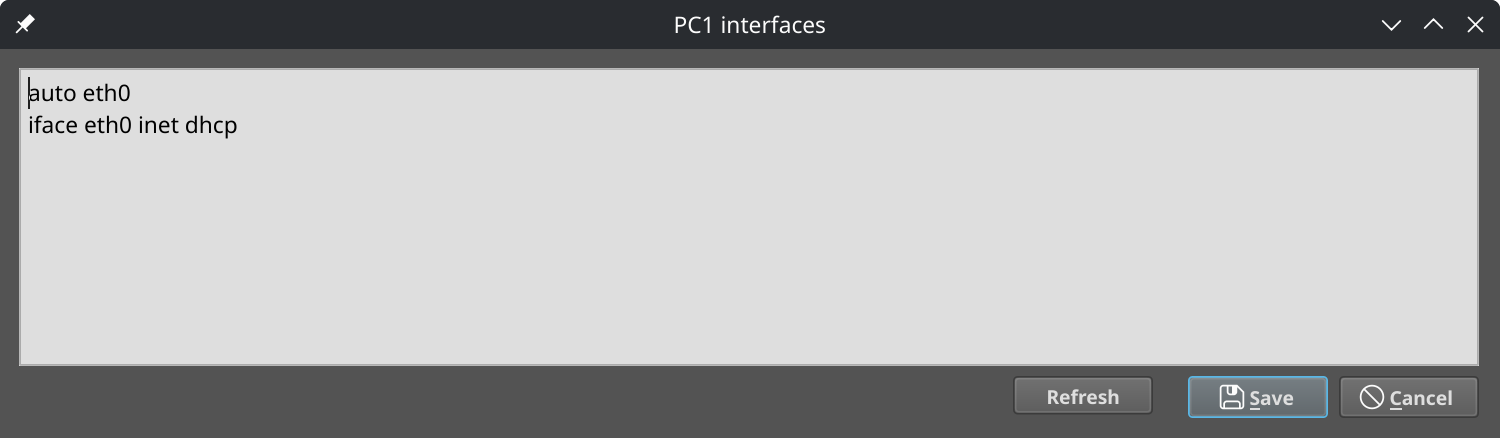 PC1 interfaces
auto eth0
iface eth0 inet dhcp
Refresh
Save
Cancel